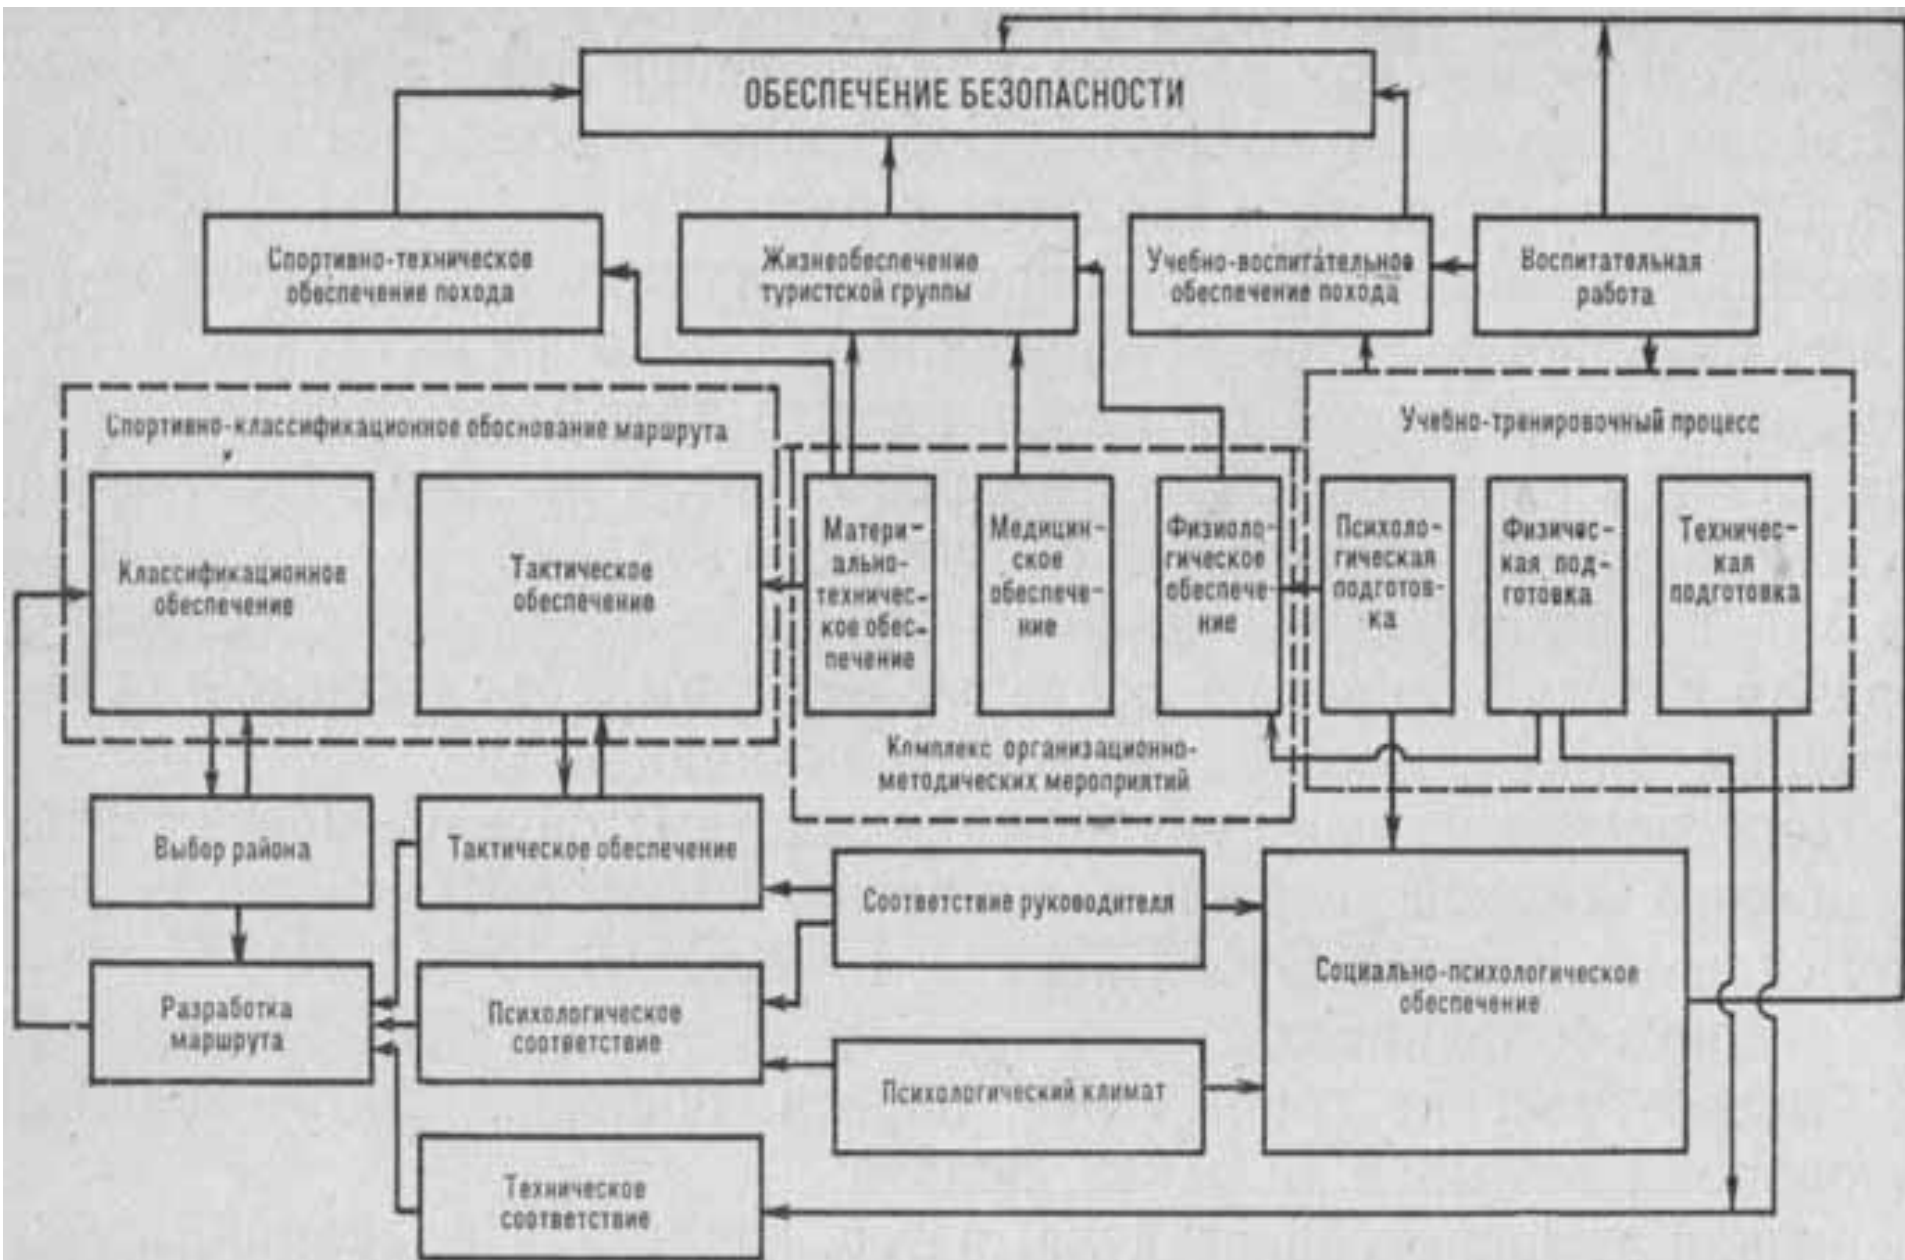 ОБЕСПЕЧЕНИЕ БЕЗОПАСНОСТИ
Спортивно-техническое
обеспечение похода
Жизнеобеспечение
туристской группы
Учебно-воспитательное
обеспечение похода
Воспитательная
работа
Спортивно-классификационное обоснование маршрута
Учебно-тренировочный процесс
Классификационное
обеспечение
Тактическое
обеспечение
Матери-
ально-
техничес-
кое обес-
печение
Медицин-
ское
обеспече-
ние
Физиоло-
гическое
обеспече-
ние
Психоло-
гическая
подготов-
ка
Физичес-
кая под-
готовка
Техничес-
кая
подготовка
Комплекс организационно-
методических мероприятий
Выбор района
Тактическое обеспечение
Соответствие руководителя
Социально-психологическое
обеспечение
Разработка
маршрута
Психологическое
соответствие
Психологический климат
Техническое
соответствие